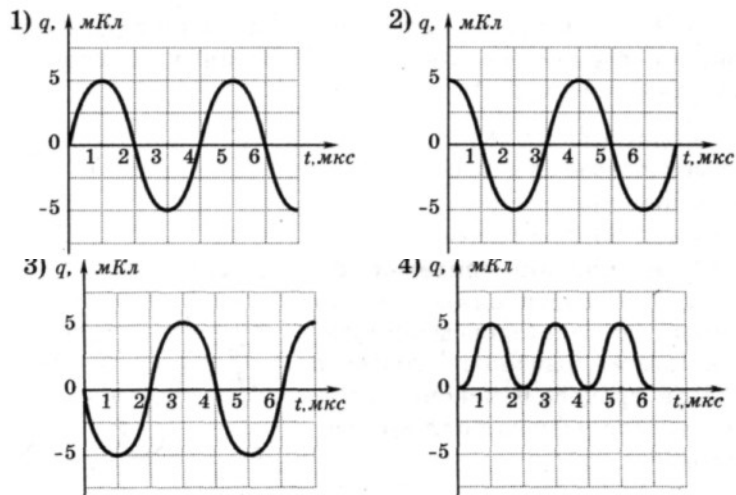 1) q, мКл
5
0
1 2 3 4 5 6
t, мкс
-5
2) q, мКл
5
0
1 2 3 4 5 6
t, мкс
-5
3) q, мКл
5
0
1 2 3 4 5 6
t, мкс
-5
4) q, мКл
5
0
1 2 3 4 5 6
t, мкс
-5